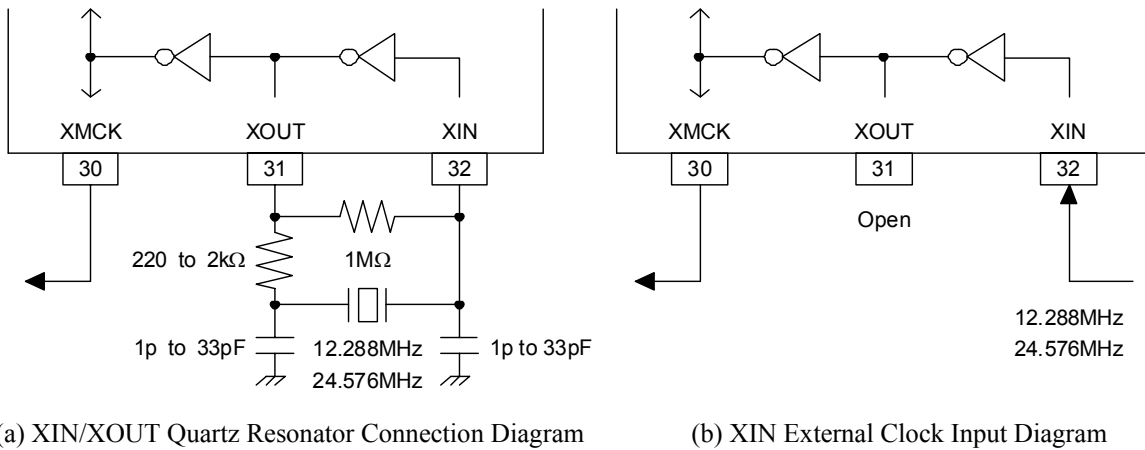 XMCK XOUT XIN
30 31 32
220 to 2kΩ 1MΩ
1p to 33pF 12.288MHz 1p to 33pF
24.576MHz
(a) XIN/XOUT Quartz Resonator Connection Diagram
XMCK XOUT XIN
30 31 32
Open
12.288MHz
24.576MHz
(b) XIN External Clock Input Diagram